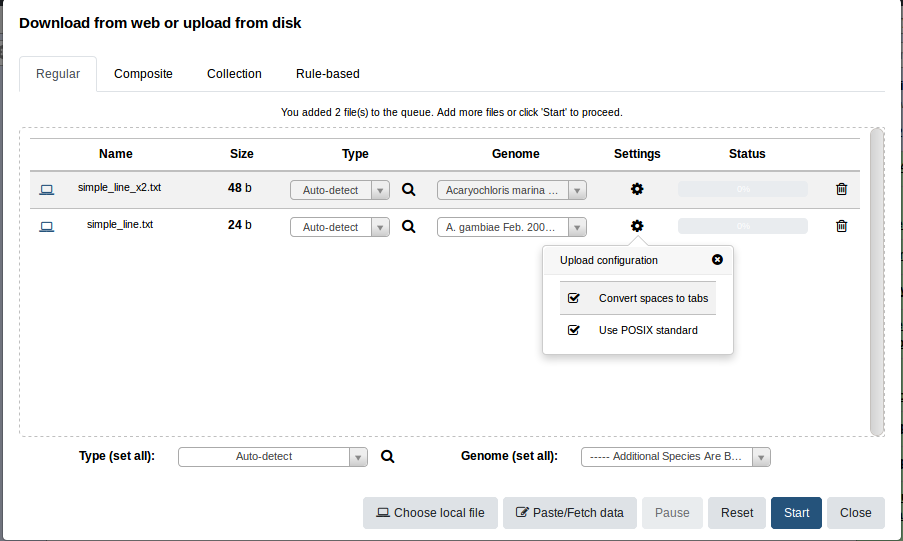 Download from web or upload from disk
Regular Composite Collection Rule-based
You added 2 file(s) to the queue. Add more files or click 'Start' to proceed.
Name Size Type Genome Settings Status
simple_line_x2.txt 48 b Auto-detect Acaryochloris marina ... 0%
simple_line.txt 24 b Auto-detect A. gambiae Feb. 200... 0%
Upload configuration
Convert spaces to tabs
Use POSIX standard
Type (set all): Auto-detect Genome (set all): ----- Additional Species Are B...
Choose local file Paste/Fetch data Pause Reset Start Close